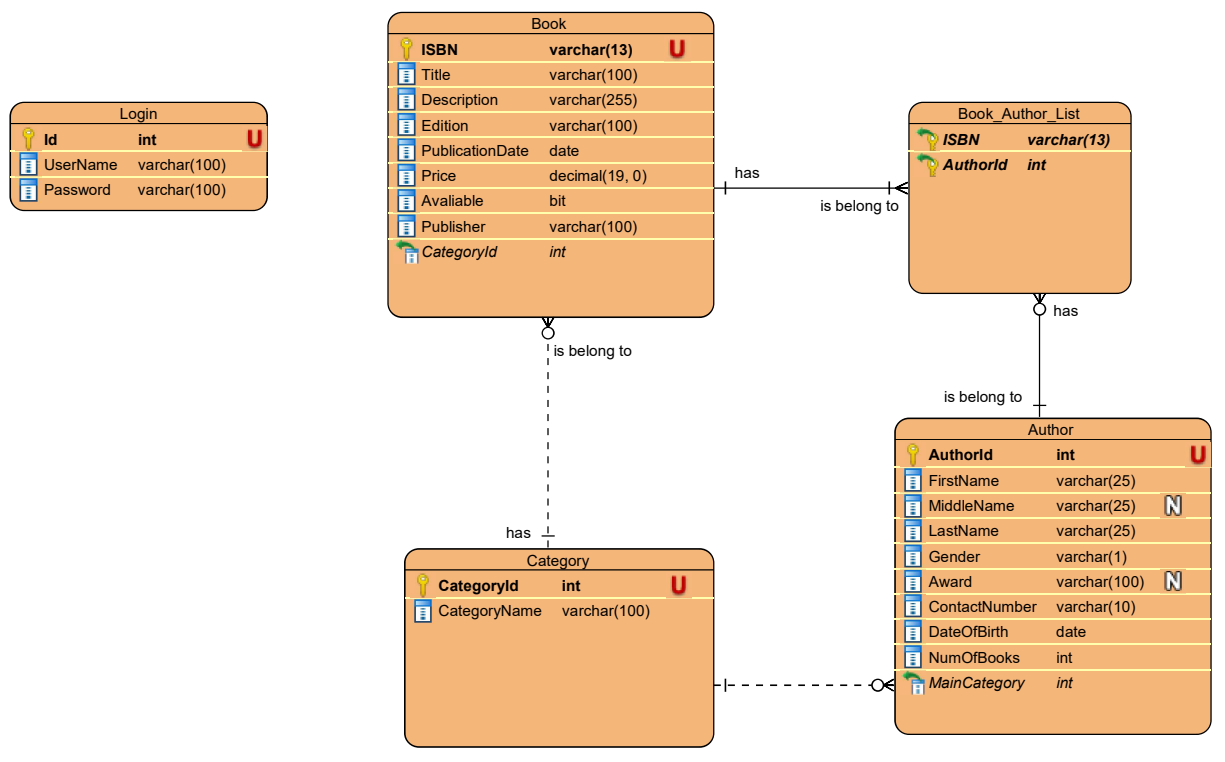 Book
ISBN varchar(13) U
Title varchar(100)
Description varchar(255)
Edition varchar(100)
PublicationDate date
Price decimal(19, 0)
Avaliable bit
Publisher varchar(100)
CategoryId int
Login
Id int U
UserName varchar(100)
Password varchar(100)
Book_Author_List
ISBN varchar(13)
AuthorId int
has
is belong to
has
is belong to
is belong to
has
Author
AuthorId int U
FirstName varchar(25)
MiddleName varchar(25) N
LastName varchar(25)
Gender varchar(1)
Award varchar(100) N
ContactNumber varchar(10)
DateOfBirth date
NumOfBooks int
MainCategory int
Category
CategoryId int U
CategoryName varchar(100)